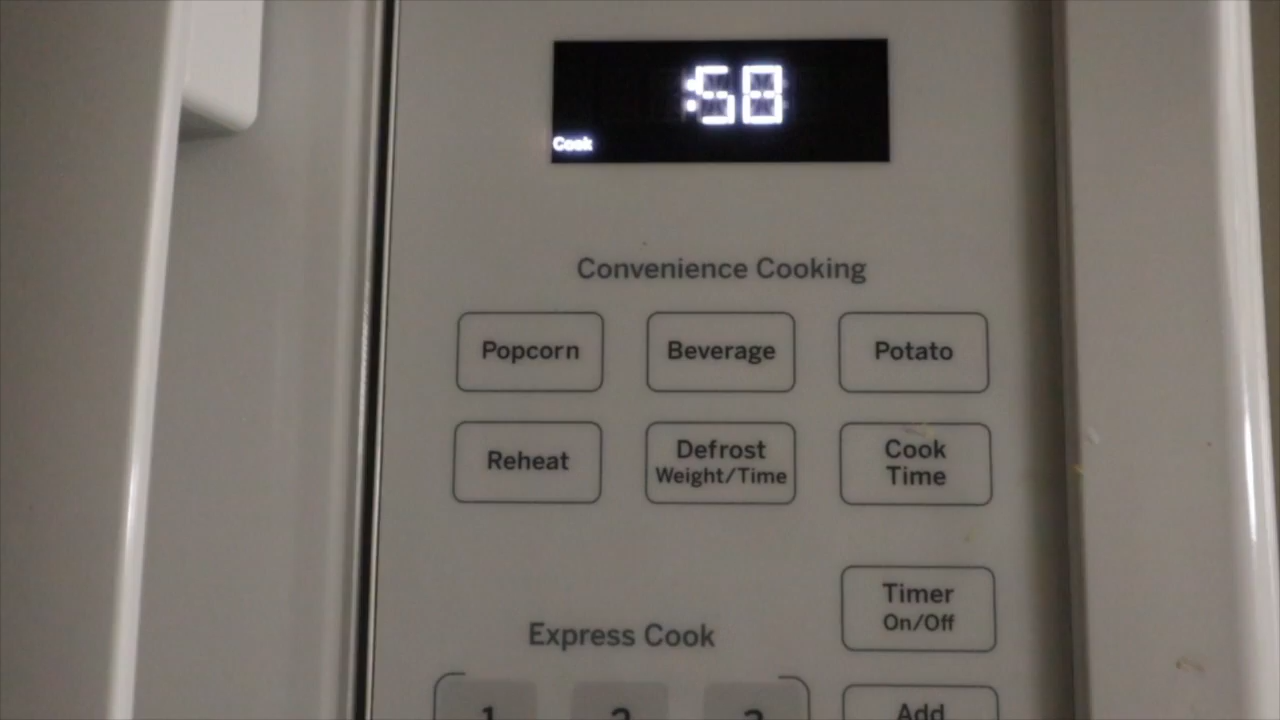 :58
Cook
Convenience Cooking
Popcorn
Beverage
Potato
Reheat
Defrost
Weight/Time
Cook
Time
Timer
On/Off
Express Cook
1
2
3
Add